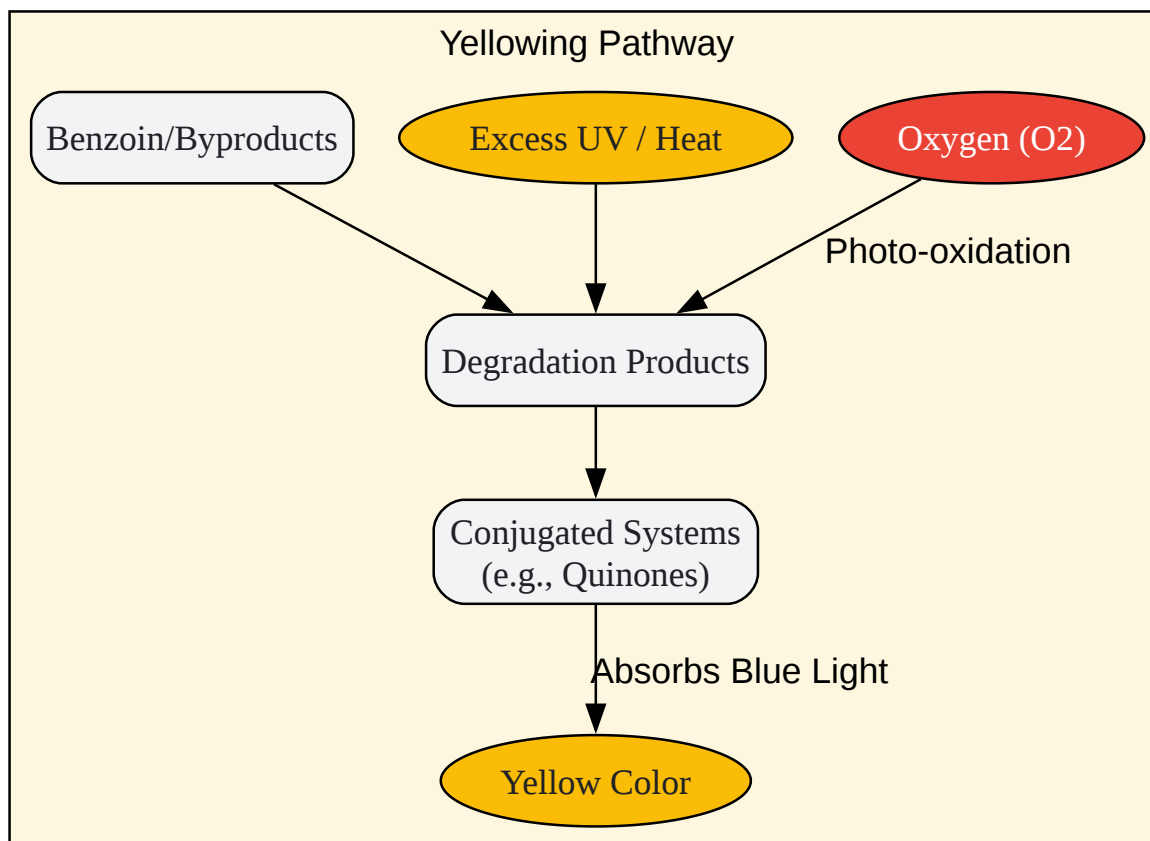 Yellowing Pathway
Benzoin/Byproducts
Excess UV / Heat
Oxygen (O2)
Photo-oxidation
Degradation Products
Conjugated Systems
(e.g., Quinones)
Absorbs Blue Light
Yellow Color